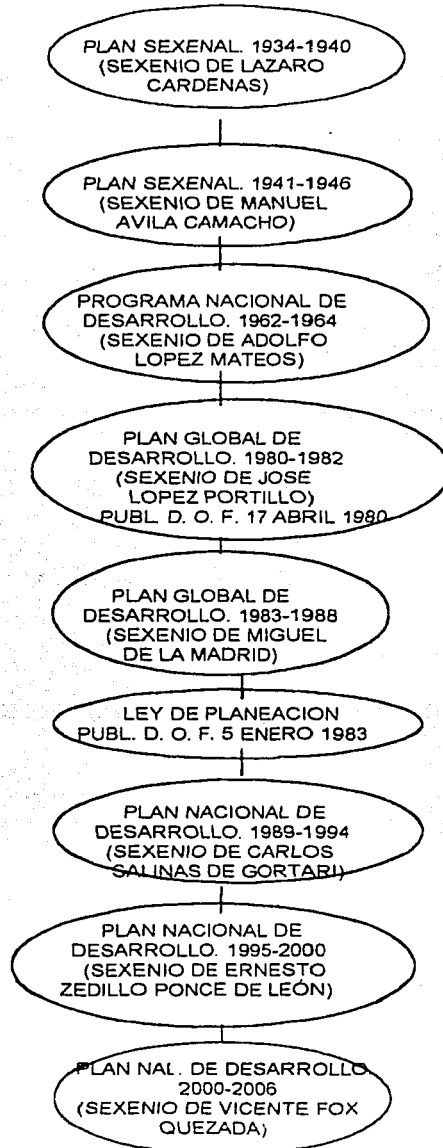 PLAN SEXENAL. 1934-1940
(SEXENIO DE LAZARO
CARDENAS)
PLAN SEXENAL. 1941-1946
(SEXENIO DE MANUEL
AVILA CAMACHO)
PROGRAMA NACIONAL DE
DESARROLLO. 1962-1964
(SEXENIO DE ADOLFO
LOPEZ MATEOS)
PLAN GLOBAL DE
DESARROLLO. 1980-1982
(SEXENIO DE JOSE
LOPEZ PORTILLO)
PUBL D. O. F. 17 ABRIL 1980
PLAN GLOBAL DE
DESARROLLO. 1983-1988
(SEXENIO DE MIGUEL
DE LA MADRID)
LEY DE PLANEACION
PUBL. D. O. F. 5 ENERO 1983
PLAN NACIONAL DE
DESARROLLO. 1989-1994
(SEXENIO DE CARLOS
SALINAS DE GORTARI)
PLAN NACIONAL DE
DESARROLLO. 1995-2000
(SEXENIO DE ERNESTO
ZEDILLO PONCE DE LEÓN)
PLAN NAL. DE DESARROLLO
2000-2006
(SEXENIO DE VICENTE FOX
QUEZADA)